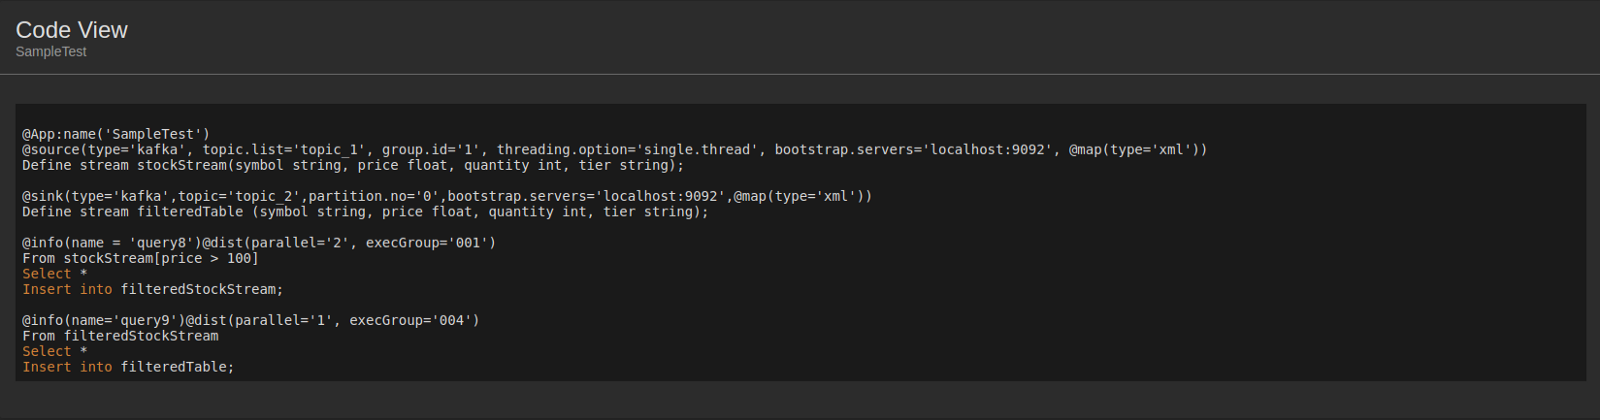 Code View
SampleTest
@App:name('SampleTest')
@source(type='kafka', topic.list='topic_1', group.id='1', threading.option='single.thread', bootstrap.servers='localhost:9092', @map(type='xml'))
Define stream stockStream(symbol string, price float, quantity int, tier string);
@sink(type='kafka',topic='topic_2',partition.no='0',bootstrap.servers='localhost:9092',@map(type='xml'))
Define stream filteredTable (symbol string, price float, quantity int, tier string);
@info(name = 'query8')@dist(parallel='2', execGroup='001')
From stockStream[price > 100]
Select *
Insert into filteredStockStream;
@info(name='query9')@dist(parallel='1', execGroup='004')
From filteredStockStream
Select *
Insert into filteredTable;